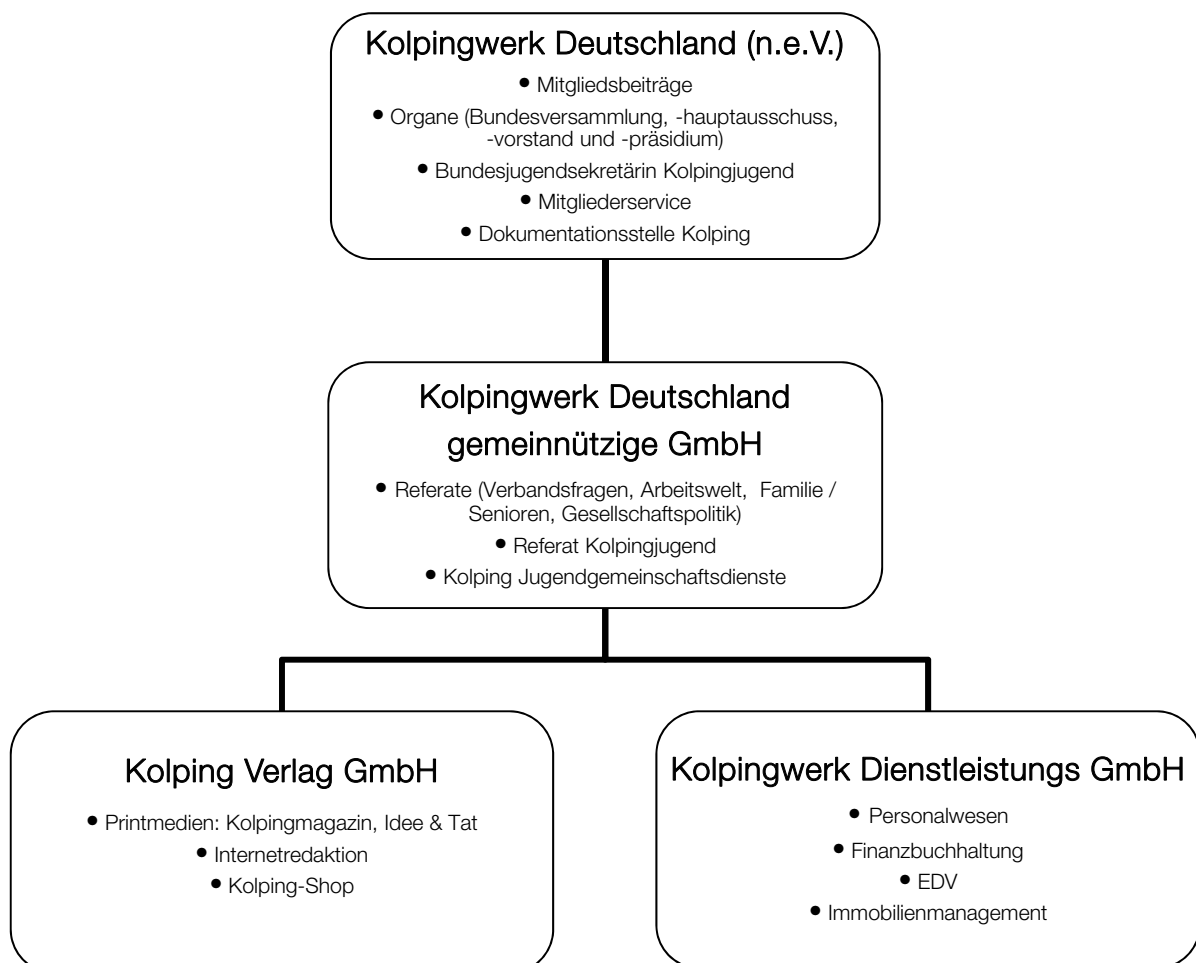 Kolpingwerk Deutschland (n.e.V.)
• Mitgliedsbeiträge
• Organe (Bundesversammlung, -hauptausschuss,
-vorstand und -präsidium)
• Bundesjugendsekretärin Kolpingjugend
• Mitgliederservice
• Dokumentationsstelle Kolping
Kolpingwerk Deutschland
gemeinnützige GmbH
• Referate (Verbandsfragen, Arbeitswelt, Familie /
Senioren, Gesellschaftspolitik)
• Referat Kolpingjugend
• Kolping Jugendgemeinschaftsdienste
Kolping Verlag GmbH
• Printmedien: Kolpingmagazin, Idee & Tat
• Internetredaktion
• Kolping-Shop
Kolpingwerk Dienstleistungs GmbH
• Personalwesen
• Finanzbuchhaltung
• EDV
• Immobilienmanagement